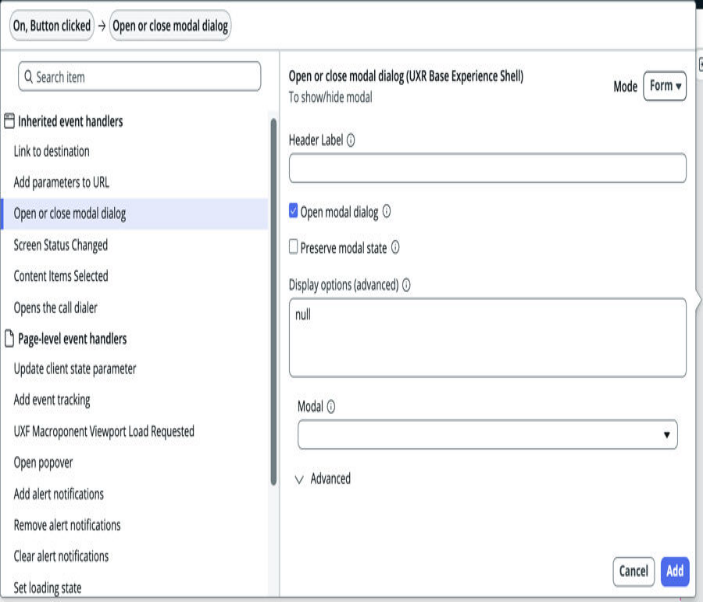 On, Button clicked → Open or close modal dialog
Search item
Inherited event handlers
Link to destination
Add parameters to URL
Open or close modal dialog
Screen Status Changed
Content Items Selected
Opens the call dialer
Page-level event handlers
Update client state parameter
Add event tracking
UXF Macroponent Viewport Load Requested
Open popover
Add alert notifications
Remove alert notifications
Clear alert notifications
Set loading state
Open or close modal dialog (UXR Base Experience Shell)
To show/hide modal
Mode Form
Header Label
Open modal dialog
Preserve modal state
Display options (advanced)
null
Modal
Advanced
Cancel Add